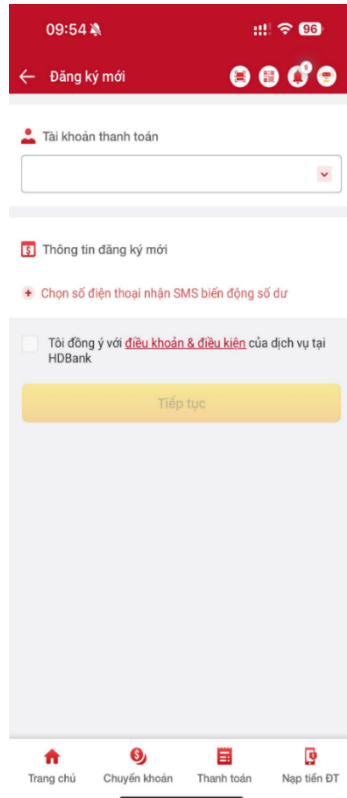 09:54
96
Đăng ký mới
Tài khoản thanh toán
Thông tin đăng ký mới
Chọn số điện thoại nhận SMS biến động số dư
Tôi đồng ý với điều khoản & điều kiện của dịch vụ tại
HDBank
Tiếp tục
Trang chủ Chuyển khoản Thanh toán Nạp tiền ĐT